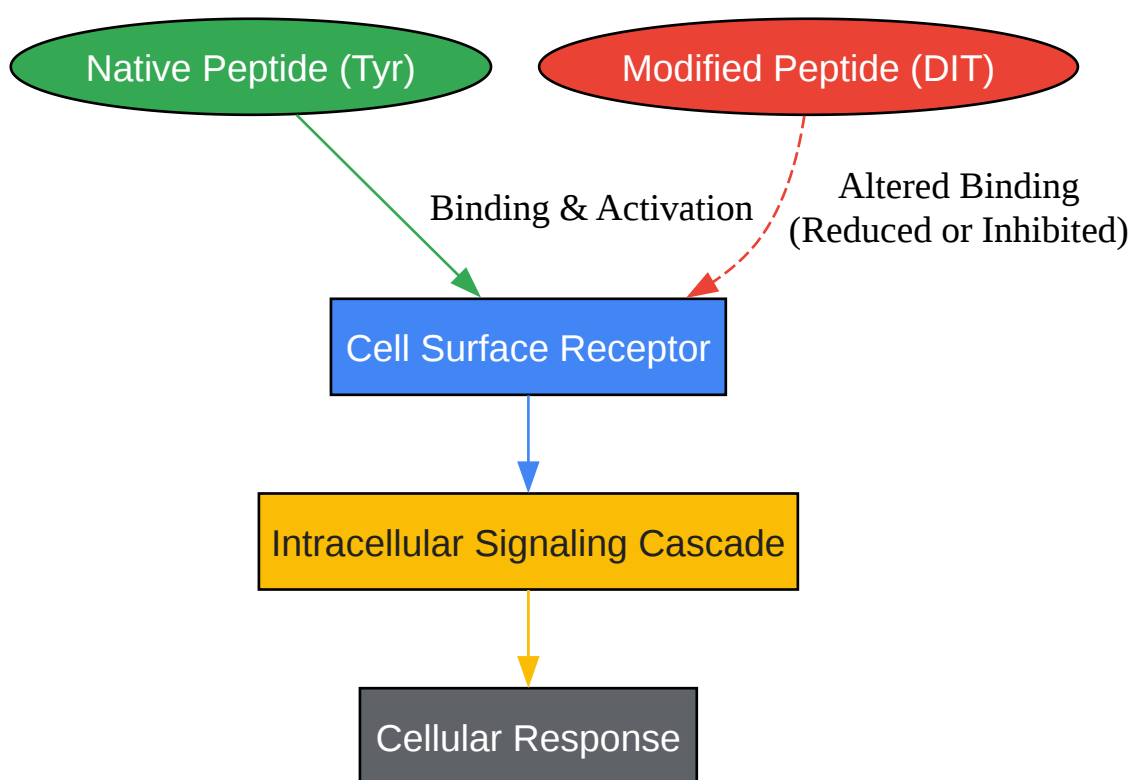 Native Peptide (Tyr)
Modified Peptide (DIT)
Binding & Activation
Altered Binding
(Reduced or Inhibited)
Cell Surface Receptor
Intracellular Signaling Cascade
Cellular Response